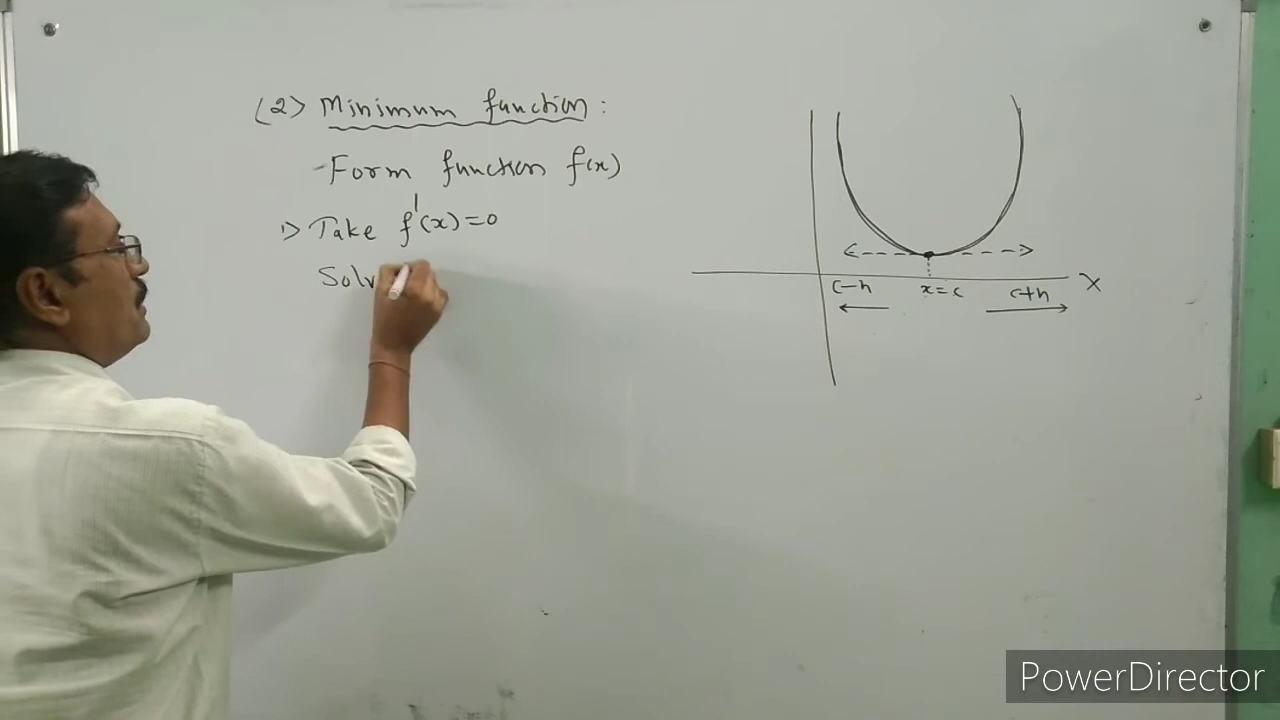 (2) Minimum function :
- Form function f(x)
1) Take f'(x)=0
Solv
c-h
x=c
c+h
X
PowerDirector